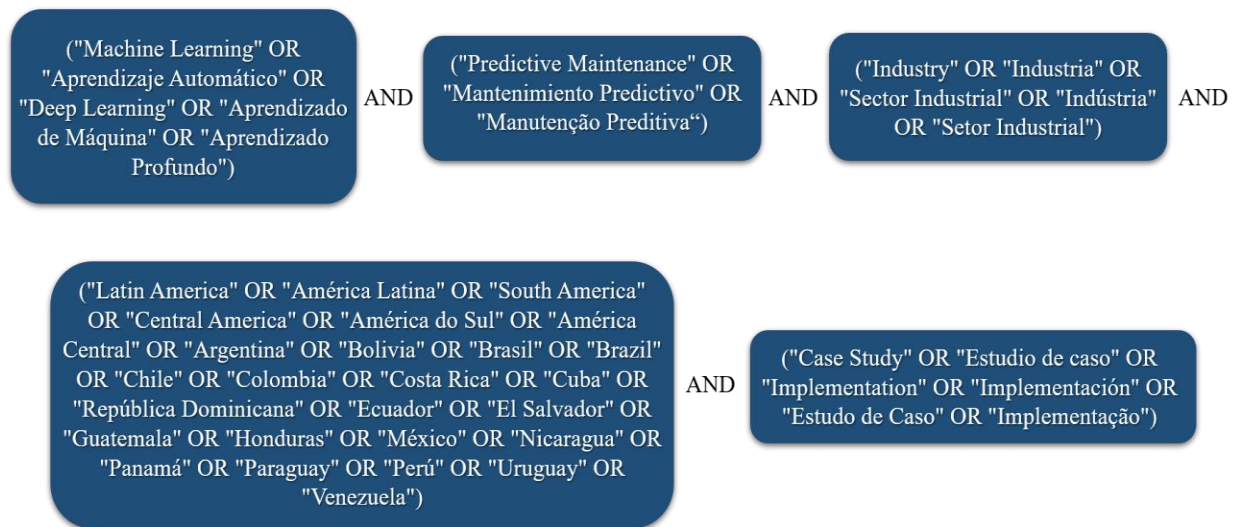 ("Machine Learning" OR
"Aprendizaje Automático" OR
"Deep Learning" OR "Aprendizado
de Máquina" OR "Aprendizado
Profundo")
AND
("Predictive Maintenance" OR
"Mantenimiento Predictivo" OR
"Manutenção Preditiva“)
AND
("Industry" OR "Industria" OR
"Sector Industrial" OR "Indústria"
OR "Setor Industrial")
AND
("Latin America" OR "América Latina" OR "South America"
OR "Central America" OR "América do Sul" OR "América
Central" OR "Argentina" OR "Bolivia" OR "Brasil" OR "Brazil"
OR "Chile" OR "Colombia" OR "Costa Rica" OR "Cuba" OR
"República Dominicana" OR "Ecuador" OR "El Salvador" OR
"Guatemala" OR "Honduras" OR "México" OR "Nicaragua" OR
"Panamá" OR "Paraguay" OR "Perú" OR "Uruguay" OR
"Venezuela")
AND
("Case Study" OR "Estudio de caso" OR
"Implementation" OR "Implementación" OR
"Estudo de Caso" OR "Implementação")